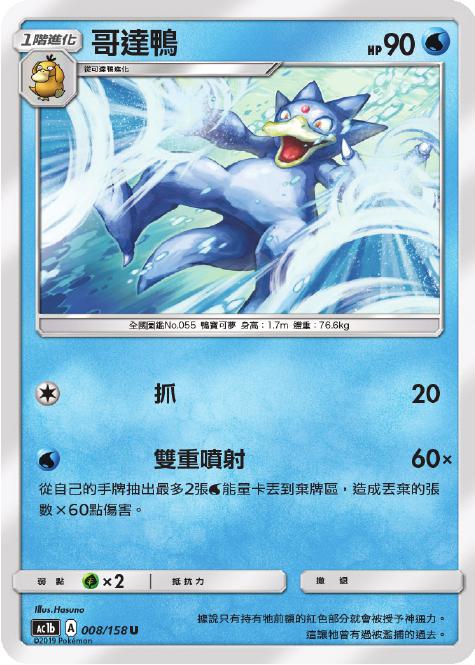 1階進化
哥達鴨
HP90
從可達鴨進化
全國圖鑑No.055 鴨寶可夢 身高：1.7m 體重：76.6kg
抓 20
雙重噴射 60×
從自己的手牌抽出最多2張能量卡丟到棄牌區，造成丟棄的張
數×60點傷害。
弱點 ×2 抵抗力 撤退
Illus.Hasuno
AC1b A 008/158 U
©2019 Pokémon
據說只有持有牠前額的紅色部分就會被授予神通力。
這讓牠曾有過被濫捕的過去。